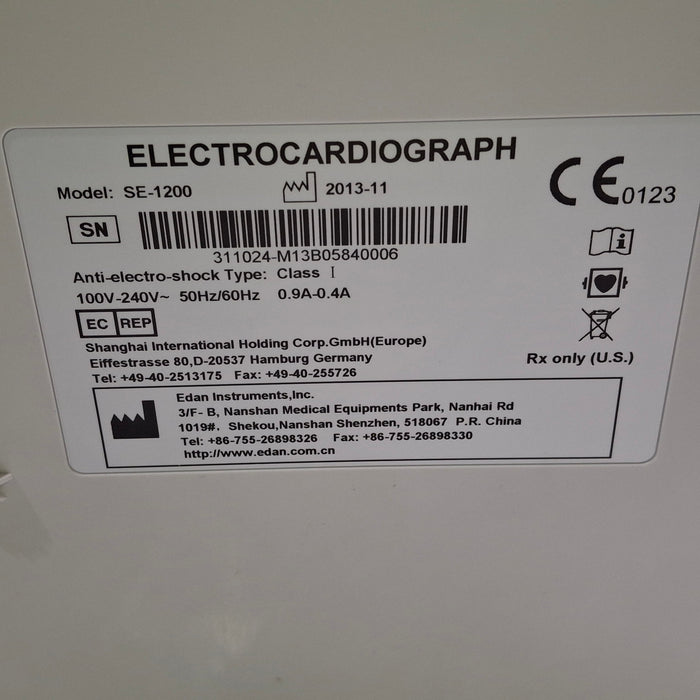 ELECTROCARDIOGRAPH
Model: SE-1200 2013-11
CE 0123
SN
311024-M13B05840006
Anti-electro-shock Type: Class I
100V-240V~ 50Hz/60Hz 0.9A-0.4A
EC REP
Shanghai International Holding Corp.GmbH(Europe)
Eiffestrasse 80,D-20537 Hamburg Germany
Tel: +49-40-2513175 Fax: +49-40-255726
Rx only (U.S.)
Edan Instruments,Inc.
3/F- B, Nanshan Medical Equipments Park, Nanhai Rd
1019#, Shekou,Nanshan Shenzhen, 518067 P.R. China
Tel: +86-755-26898326 Fax: +86-755-26898330
http://www.edan.com.cn